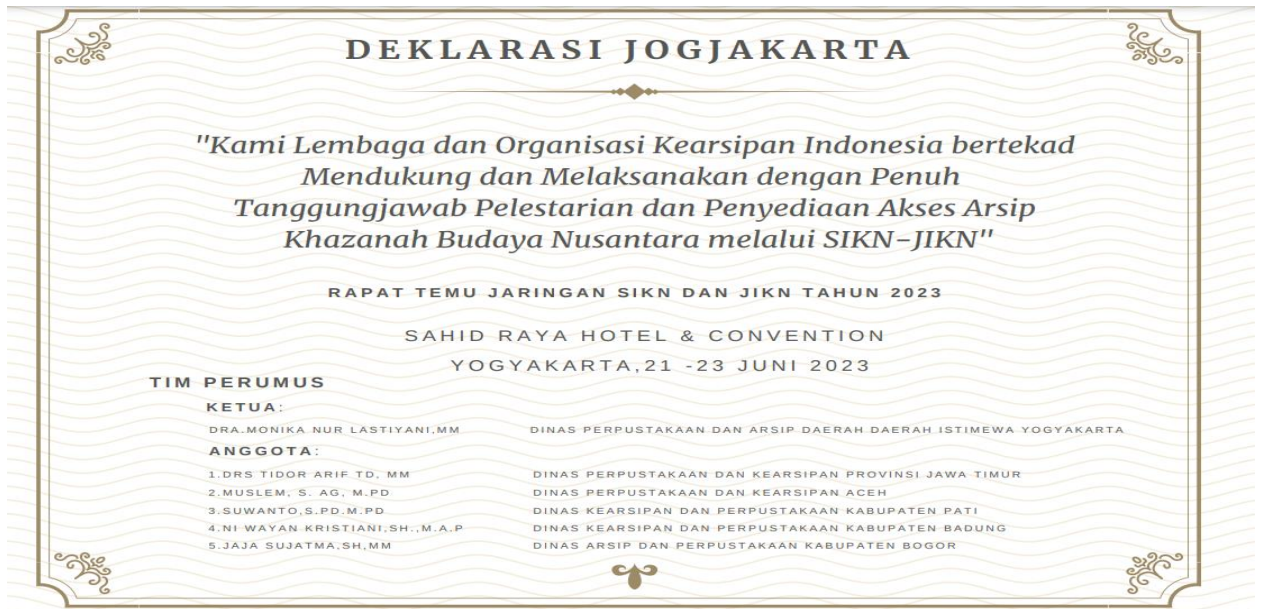 DEKLARASI JOGJAKARTA
"Kami Lembaga dan Organisasi Kearsipan Indonesia bertekad
Mendukung dan Melaksanakan dengan Penuh
Tanggungjawab Pelestarian dan Penyediaan Akses Arsip
Khazanah Budaya Nusantara melalui SIKN-JIKN"
RAPAT TEMU JARINGAN SIKN DAN JIKN TAHUN 2023
SAHID RAYA HOTEL & CONVENTION
YOGYAKARTA,21 -23 JUNI 2023
TIM PERUMUS
KETUA:
DRA.MONIKA NUR LASTIYANI,MM DINAS PERPUSTAKAAN DAN ARSIP DAERAH DAERAH ISTIMEWA YOGYAKARTA
ANGGOTA:
1.DRS TIDOR ARIF TD, MM DINAS PERPUSTAKAAN DAN KEARSIPAN PROVINSI JAWA TIMUR
2.MUSLEM, S. AG, M.PD DINAS PERPUSTAKAAN DAN KEARSIPAN ACEH
3.SUWANTO,S.PD.M.PD DINAS KEARSIPAN DAN PERPUSTAKAAN KABUPATEN PATI
4.NI WAYAN KRISTIANI,SH.,M.A.P DINAS KEARSIPAN DAN PERPUSTAKAAN KABUPATEN BADUNG
5.JAJA SUJATMA,SH,MM DINAS ARSIP DAN PERPUSTAKAAN KABUPATEN BOGOR